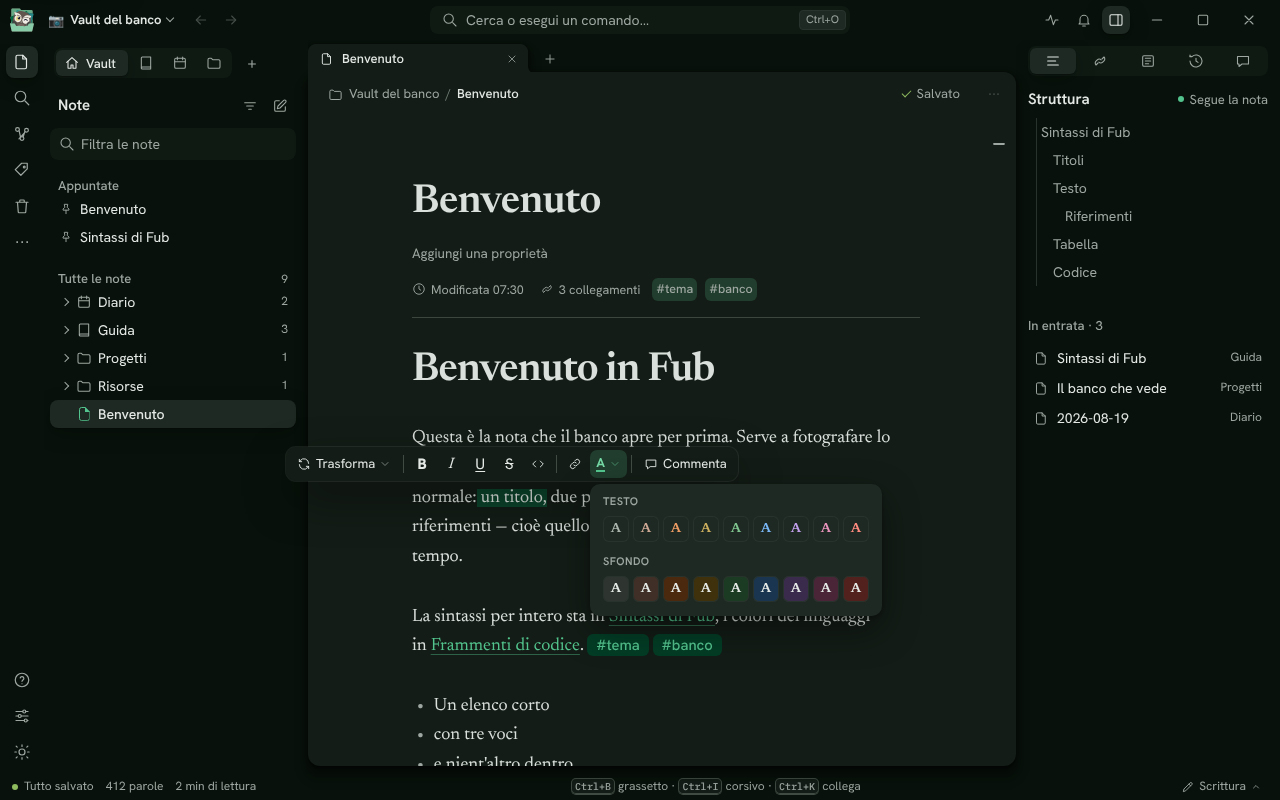 Vault del banco
Cerca o esegui un comando...
Ctrl+O
Vault
Note
Filtra le note
Appuntate
Benvenuto
Sintassi di Fub
Tutte le note 9
Diario 2
Guida 3
Progetti 1
Risorse 1
Benvenuto
Benvenuto
Vault del banco / Benvenuto
Salvato
Benvenuto
Aggiungi una proprietà
Modificata 07:30
3 collegamenti
#tema
#banco
Benvenuto in Fub
Questa è la nota che il banco apre per prima. Serve a fotografare lo
Trasforma
B
I
U
S
A
Commenta
normale: un titolo, due p
riferimenti — cioè quello
tempo.
TESTO
A A A A A A A A A
SFONDO
A A A A A A A A A
La sintassi per intero sta in Sintassi di Fub, i colori dei linguaggi
in Frammenti di codice. #tema #banco
• Un elenco corto
• con tre voci
• e nient'altro dentro
Struttura
Segue la nota
Sintassi di Fub
Titoli
Testo
Riferimenti
Tabella
Codice
In entrata · 3
Sintassi di Fub Guida
Il banco che vede Progetti
2026-08-19 Diario
Tutto salvato
412 parole
2 min di lettura
Ctrl+B grassetto · Ctrl+I corsivo · Ctrl+K collega
Scrittura